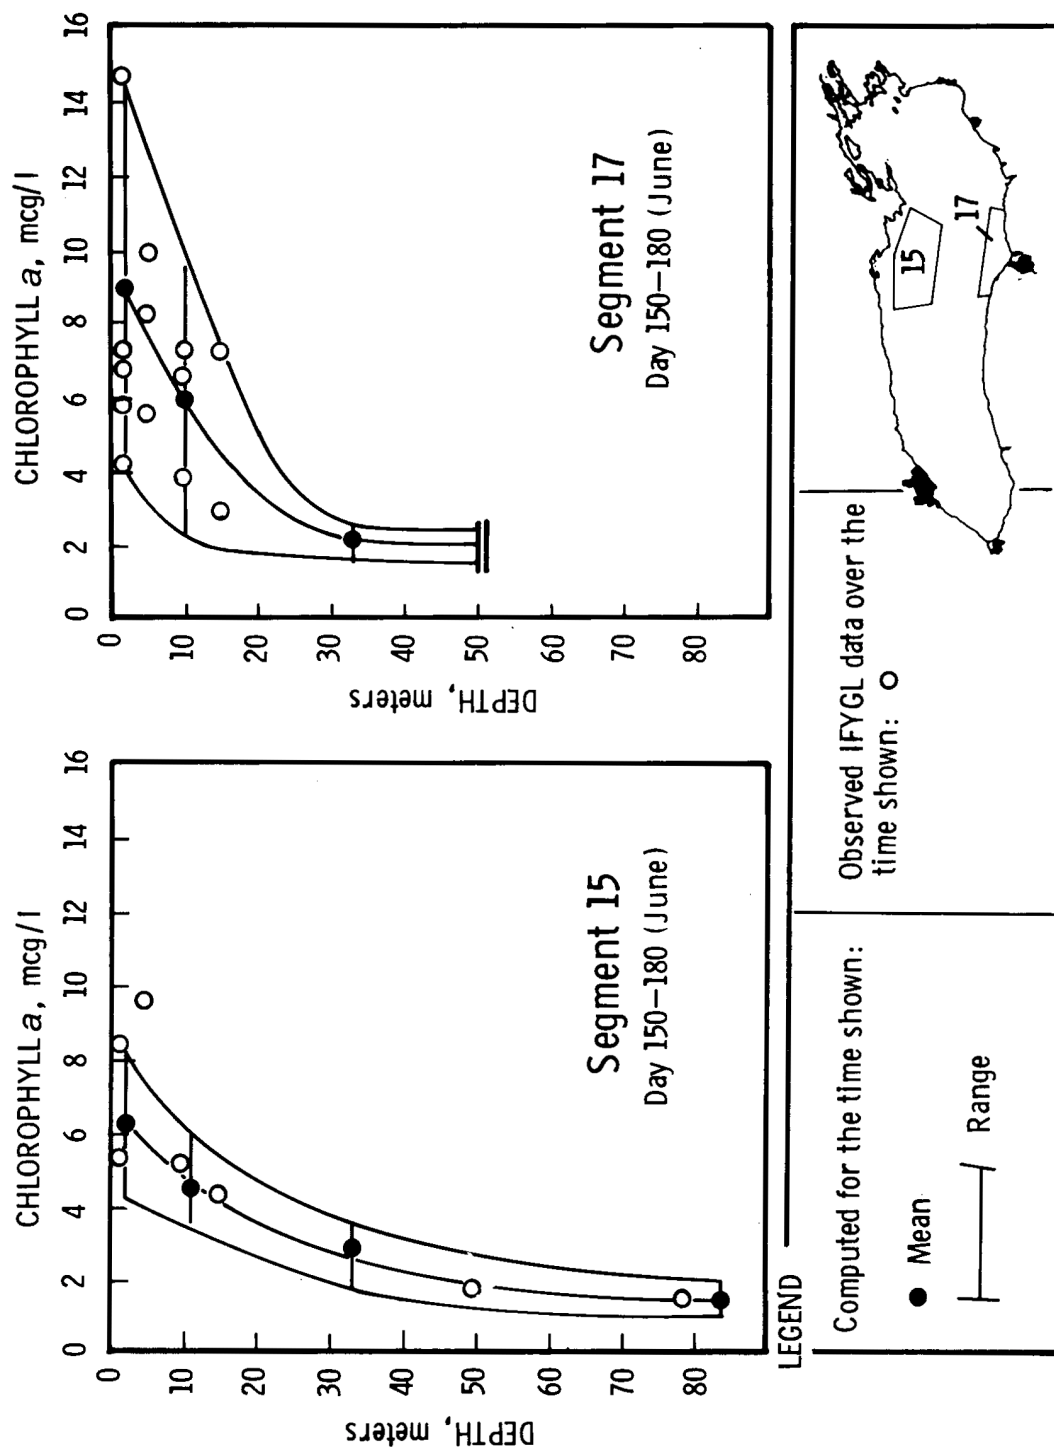 CHLOROPHYLL a, mcg/l
0 2 4 6 8 10 12 14 16
0
10
20
30
40
50
60
70
80
DEPTH, meters
Segment 15
Day 150-180 (June)
CHLOROPHYLL a, mcg/l
0 2 4 6 8 10 12 14 16
0
10
20
30
40
50
60
70
80
DEPTH, meters
Segment 17
Day 150-180 (June)
LEGEND
Computed for the time shown:
Mean
Range
Observed IFYGL data over the
time shown:
15
17